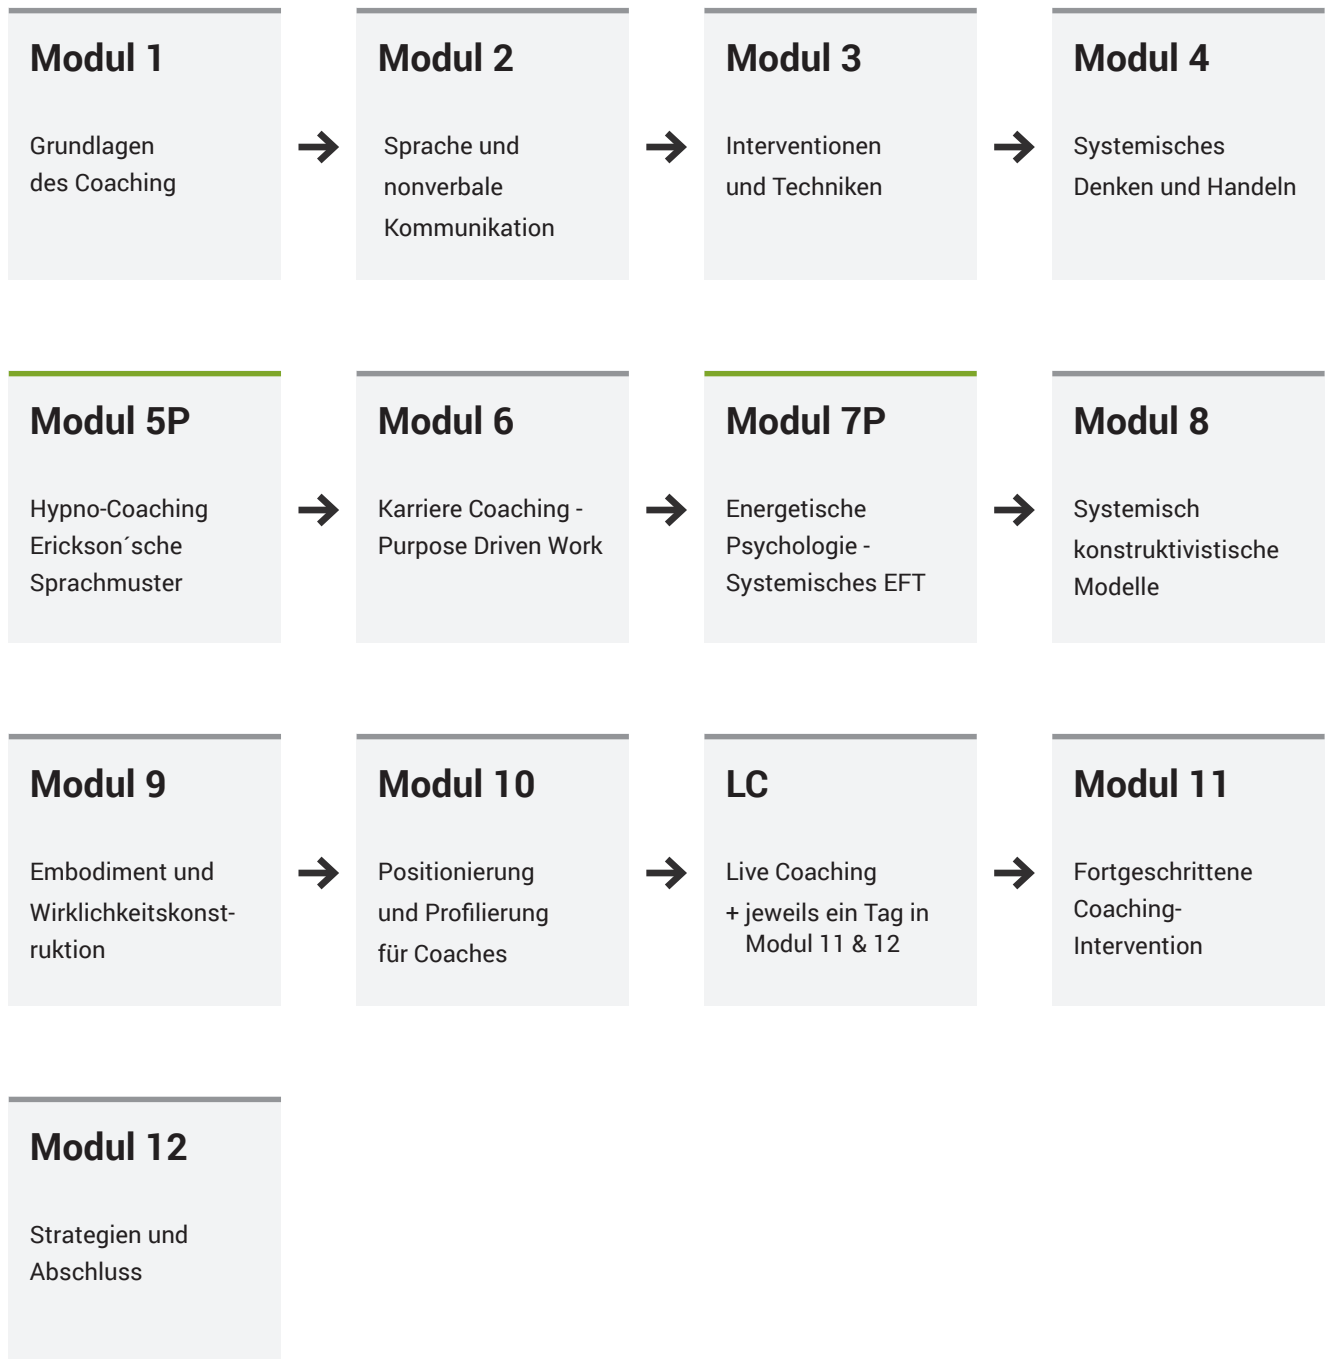 Modul 1
Grundlagen
des Coaching
Modul 2
Sprache und
nonverbale
Kommunikation
Modul 3
Interventionen
und Techniken
Modul 4
Systemisches
Denken und Handeln
Modul 5P
Hypno-Coaching
Erickson´sche
Sprachmuster
Modul 6
Karriere Coaching -
Purpose Driven Work
Modul 7P
Energetische
Psychologie -
Systemisches EFT
Modul 8
Systemisch
konstruktivistische
Modelle
Modul 9
Embodiment und
Wirklichkeitskonst-
ruktion
Modul 10
Positionierung
und Profilierung
für Coaches
LC
Live Coaching
+ jeweils ein Tag in
Modul 11 & 12
Modul 11
Fortgeschrittene
Coaching-
Intervention
Modul 12
Strategien und
Abschluss